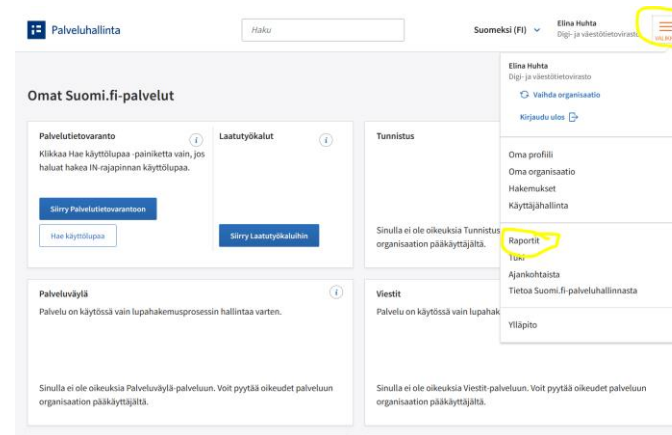 Palveluhallinta
Haku
Suomeksi (FI)
Elina Huhta
Digi- ja väestötietovirasto
Elina Huhta
Digi- ja väestötietovirasto
Vaihda organisaatio
Kirjaudu ulos
Omat Suomi.fi-palvelut
Palvelutietovaranto
Klikkaa Hae käyttölupaa -painiketta vain, jos
haluat hakea IN-rajapinnan käyttölupaa.
Siirry Palvelutietovarantoon
Hae käyttölupaa
Laatutyökalut
Siirry Laatutyökaluihin
Tunnistus
Sinulla ei ole oikeuksia Tunnistus
organisaation pääkäyttäjältä.
Oma profiili
Oma organisaatio
Hakemukset
Käyttäjähallinta
Raportit
Tuki
Ajankohtaista
Tietoa Suomi.fi-palveluhallinnasta
Ylläpito
Palveluväylä
Palvelu on käytössä vain lupahakemusprosessin hallintaa varten.
Sinulla ei ole oikeuksia Palveluväylä-palveluun. Voit pyytää oikeudet palveluun
organisaation pääkäyttäjältä.
Viestit
Palvelu on käytössä vain lupahak
Sinulla ei ole oikeuksia Viestit-palveluun. Voit pyytää oikeudet palveluun
organisaation pääkäyttäjältä.